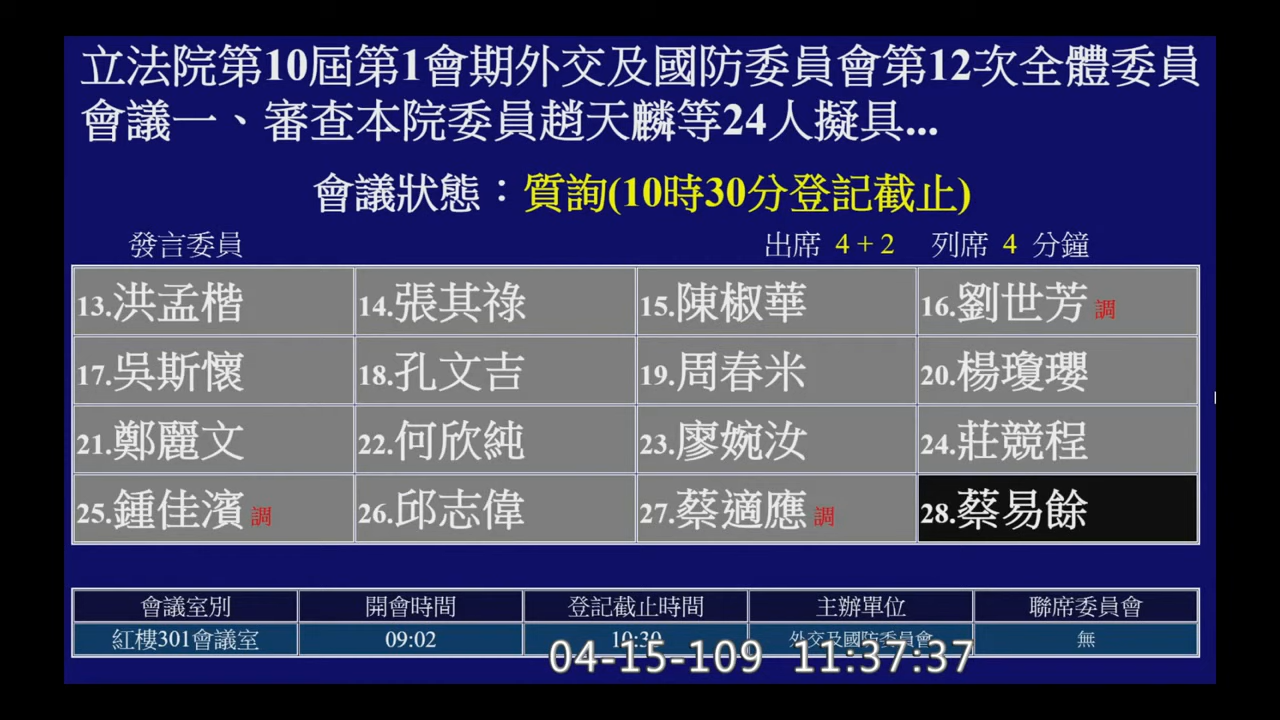 立法院第10屆第1會期外交及國防委員會第12次全體委員
會議一、審查本院委員趙天麟等24人擬具...
會議狀態：質詢(10時30分登記截止)
發言委員 出席 4 + 2 列席 4 分鐘
13.洪孟楷 14.張其祿 15.陳椒華 16.劉世芳 調
17.吳斯懷 18.孔文吉 19.周春米 20.楊瓊瓔
21.鄭麗文 22.何欣純 23.廖婉汝 24.莊競程
25.鍾佳濱 調 26.邱志偉 27.蔡適應 調 28.蔡易餘
會議室別 開會時間 登記截止時間 主辦單位 聯席委員會
紅樓301會議室 09:02 10:30 外交及國防委員會 無
04-15-109 11:37:37